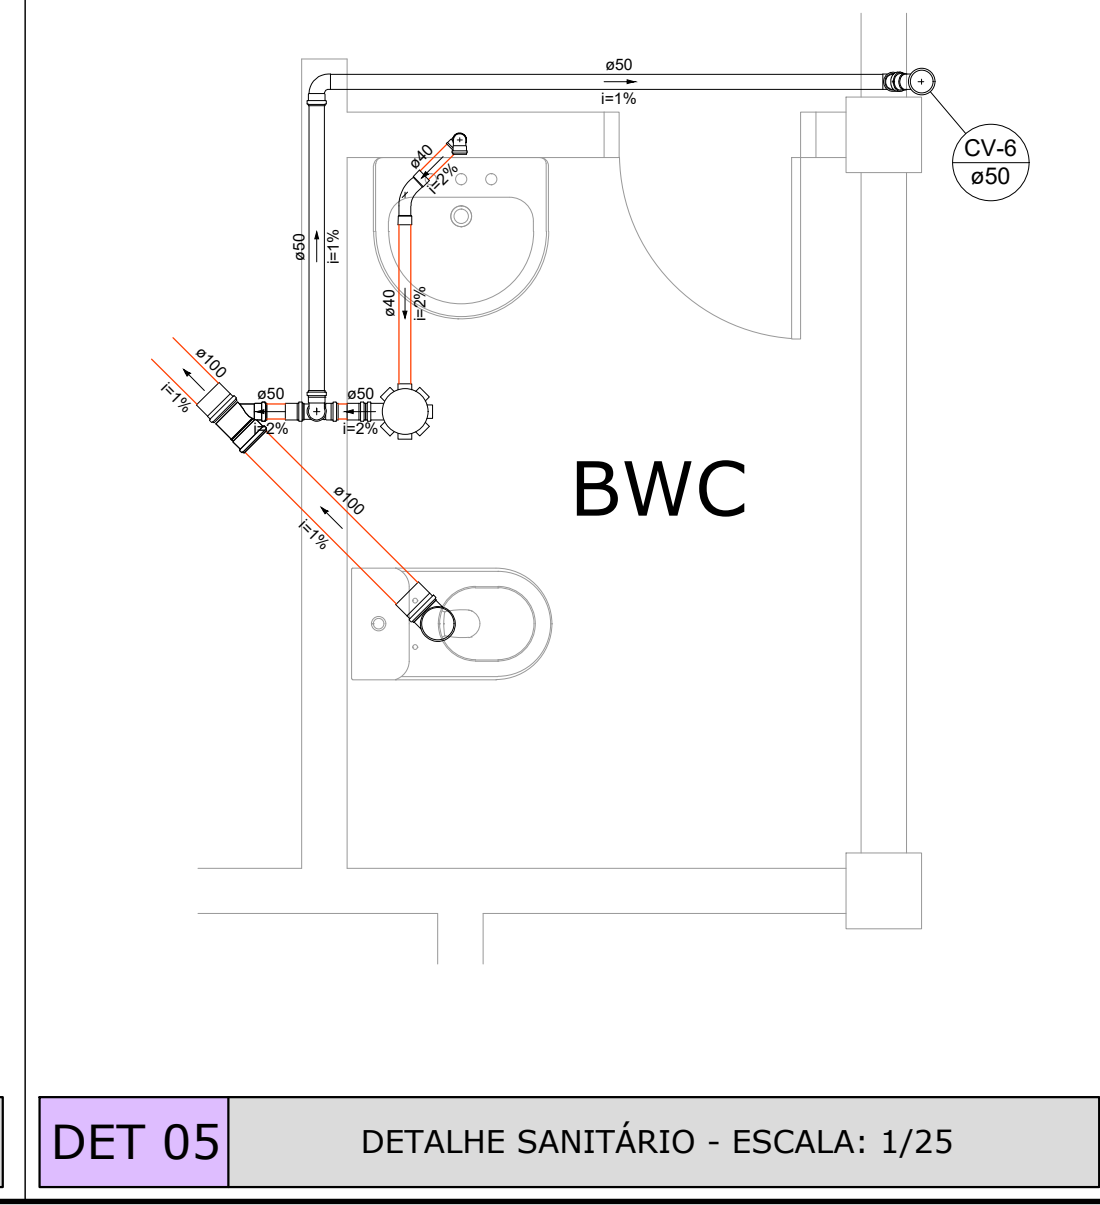 ø50
i=1%
CV-6
ø50
ø40
i=2%
ø50
i=1%
ø40
i=2%
ø100
i=1%
ø50
i=2%
ø50
i=2%
BWC
ø100
i=1%
DET 05
DETALHE SANITÁRIO - ESCALA: 1/25